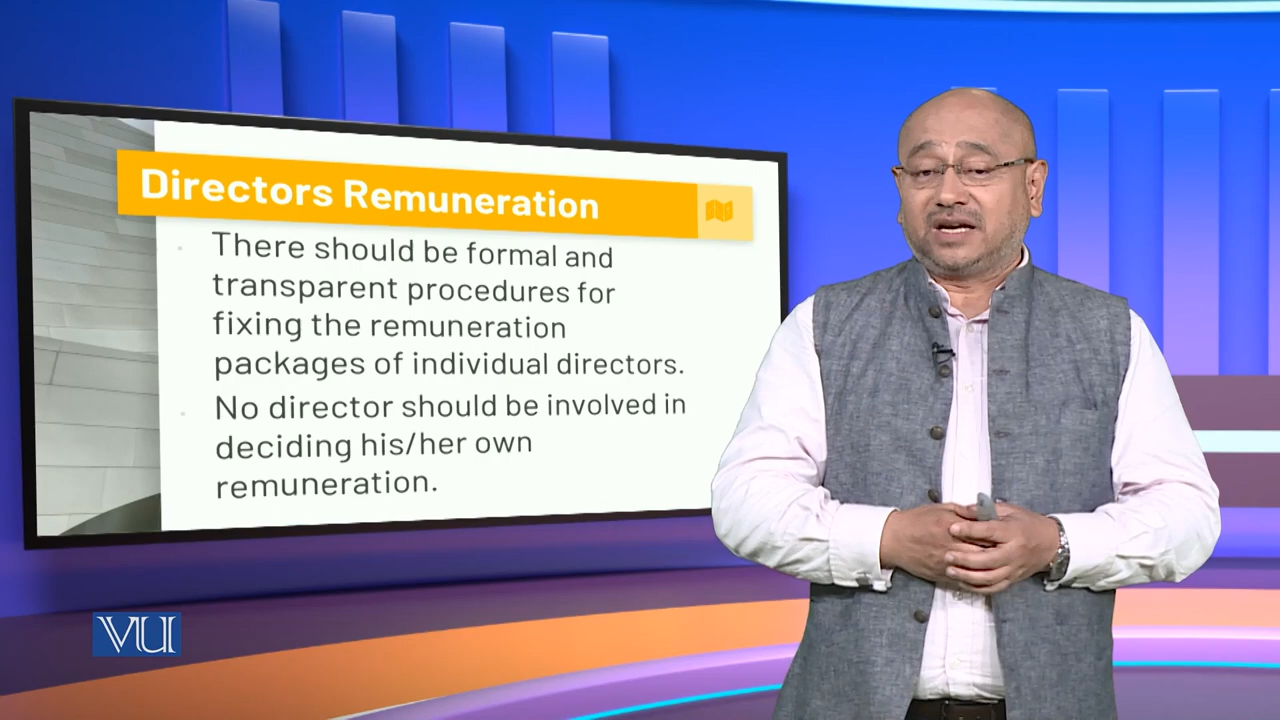 Directors Remuneration
There should be formal and
transparent procedures for
fixing the remuneration
packages of individual directors.
No director should be involved in
deciding his/her own
remuneration.
VU